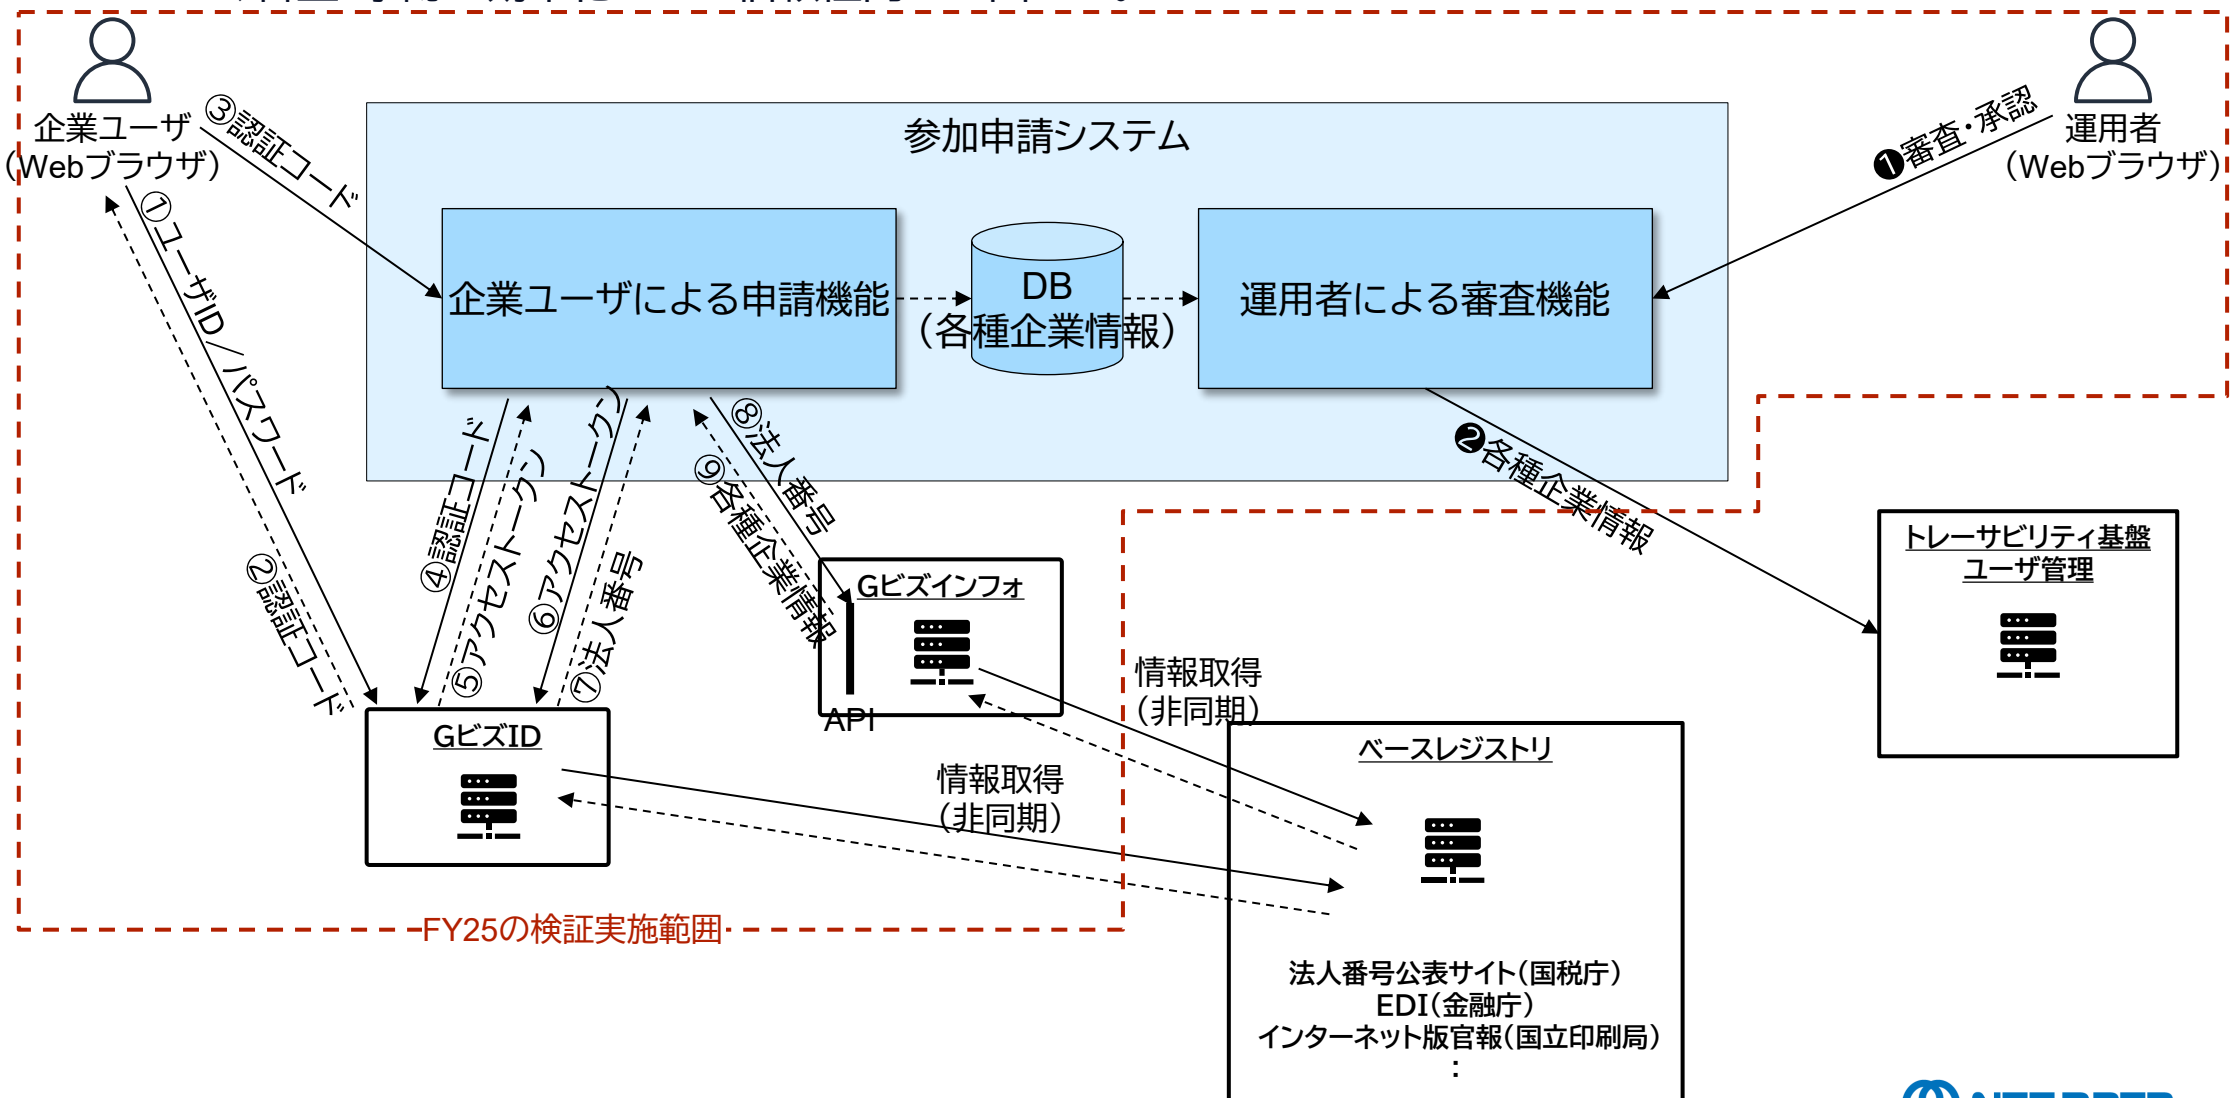 企業ユーザ
（Webブラウザ）
③認証コード
参加申請システム
①審査・承認
運用者
（Webブラウザ）
①ユーザID／パスワード
②認証コード
企業ユーザによる申請機能
DB
（各種企業情報）
運用者による審査機能
④認証コード
⑤アクセストークン
⑥アクセストークン
⑦法人番号
⑧法人番号
⑨各種企業情報
❷各種企業情報
Gビズインフォ
API
トレーサビリティ基盤
ユーザ管理
情報取得
（非同期）
GビズID
情報取得
（非同期）
ベースレジストリ
FY25の検証実施範囲
法人番号公表サイト（国税庁）
EDI（金融庁）
インターネット版官報（国立印刷局）
：